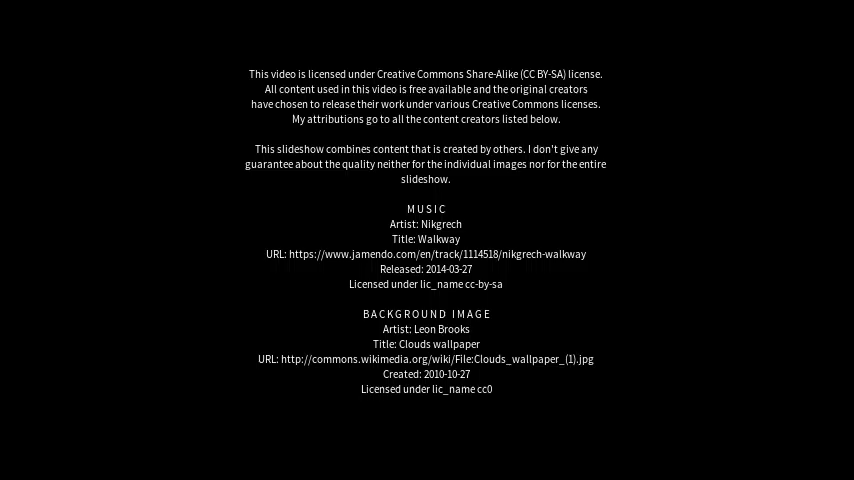 This video is licensed under Creative Commons Share-Alike (CC BY-SA) license.
All content used in this video is free available and the original creators
have chosen to release their work under various Creative Commons licenses.
My attributions go to all the content creators listed below.
This slideshow combines content that is created by others. I don't give any
guarantee about the quality neither for the individual images nor for the entire
slideshow.
MUSIC
Artist: Nikgrech
Title: Walkway
URL: https://www.jamendo.com/en/track/1114518/nikgrech-walkway
Released: 2014-03-27
Licensed under lic_name cc-by-sa
BACKGROUND IMAGE
Artist: Leon Brooks
Title: Clouds wallpaper
URL: http://commons.wikimedia.org/wiki/File:Clouds_wallpaper_(1).jpg
Created: 2010-10-27
Licensed under lic_name cc0